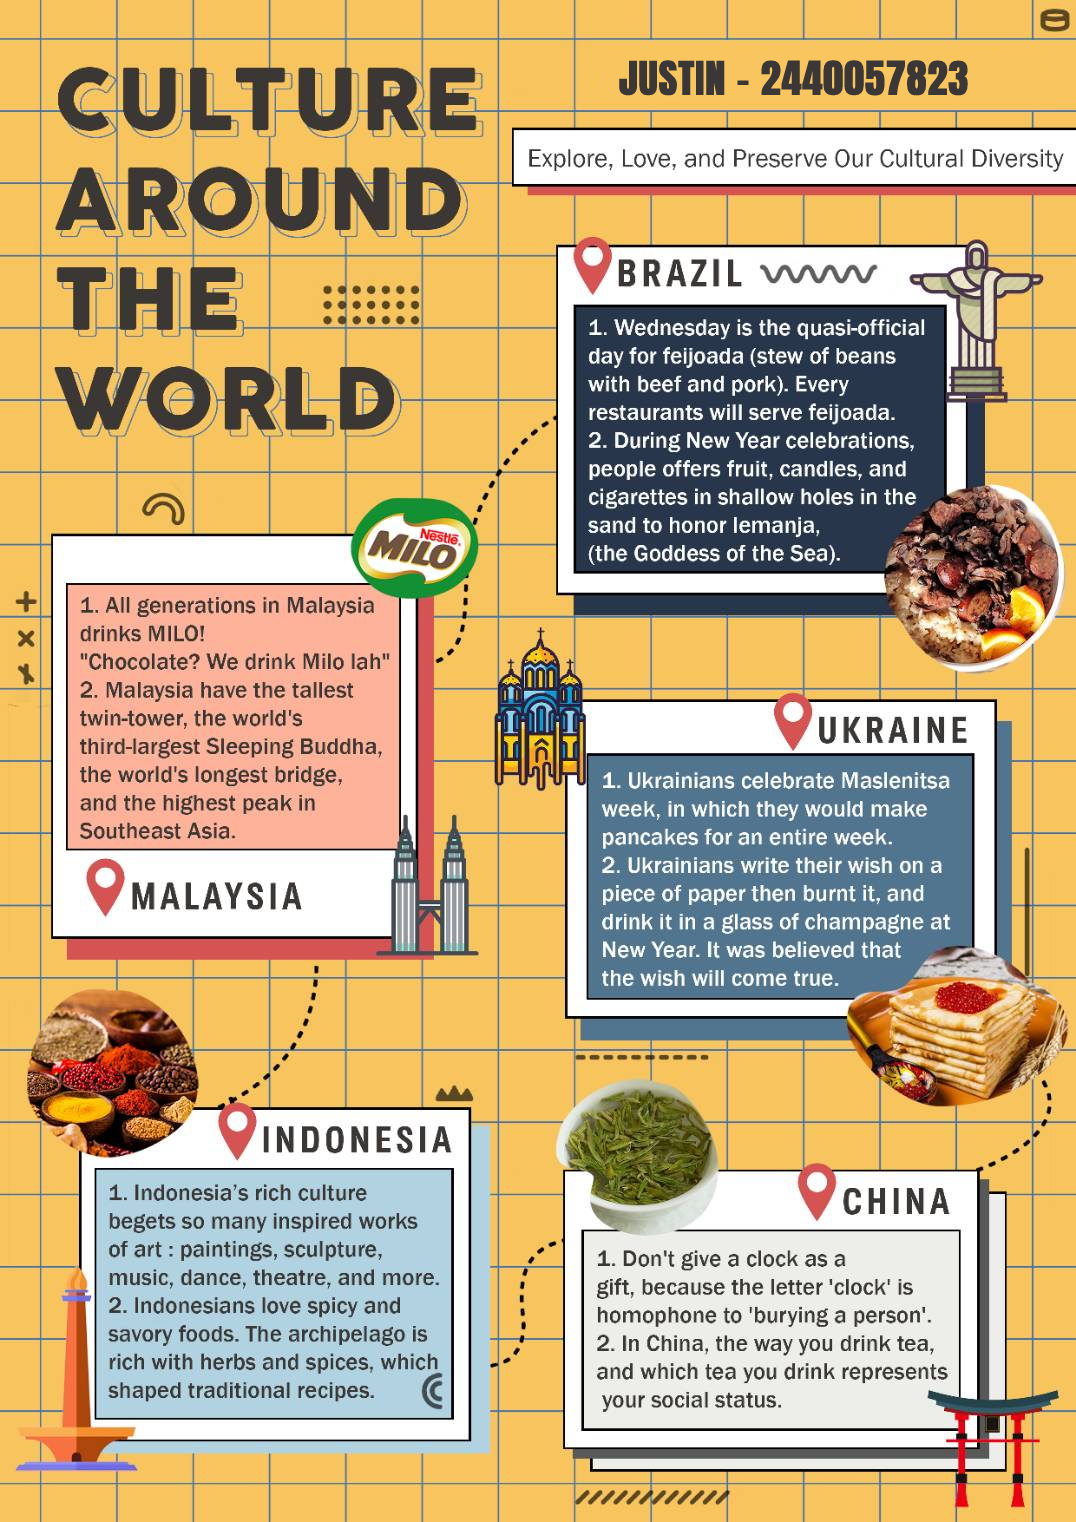 CULTURE
AROUND
THE
WORLD
JUSTIN - 2440057823
Explore, Love, and Preserve Our Cultural Diversity
BRAZIL
1. Wednesday is the quasi-official
day for feijoada (stew of beans
with beef and pork). Every
restaurants will serve feijoada.
2. During New Year celebrations,
people offers fruit, candles, and
cigarettes in shallow holes in the
sand to honor Iemanja,
(the Goddess of the Sea).
Nestlé.
MILO
1. All generations in Malaysia
drinks MILO!
"Chocolate? We drink Milo lah"
2. Malaysia have the tallest
twin-tower, the world's
third-largest Sleeping Buddha,
the world's longest bridge,
and the highest peak in
Southeast Asia.
MALAYSIA
UKRAINE
1. Ukrainians celebrate Maslenitsa
week, in which they would make
pancakes for an entire week.
2. Ukrainians write their wish on a
piece of paper then burnt it, and
drink it in a glass of champagne at
New Year. It was believed that
the wish will come true.
INDONESIA
1. Indonesia’s rich culture
begets so many inspired works
of art : paintings, sculpture,
music, dance, theatre, and more.
2. Indonesians love spicy and
savory foods. The archipelago is
rich with herbs and spices, which
shaped traditional recipes.
CHINA
1. Don't give a clock as a
gift, because the letter 'clock' is
homophone to 'burying a person'.
2. In China, the way you drink tea,
and which tea you drink represents
your social status.